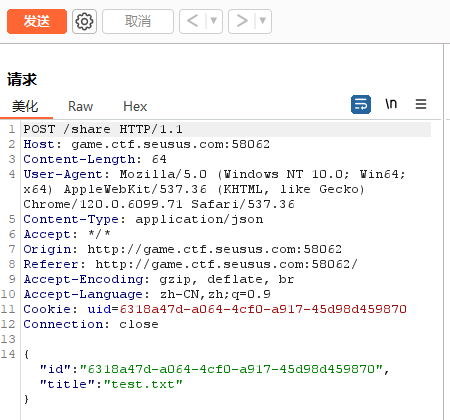 发送 取消 < >
请求
美化 Raw Hex \n
1 POST /share HTTP/1.1
2 Host: game.ctf.seusus.com:58062
3 Content-Length: 64
4 User-Agent: Mozilla/5.0 (Windows NT 10.0; Win64;
x64) AppleWebKit/537.36 (KHTML, like Gecko)
Chrome/120.0.6099.71 Safari/537.36
5 Content-Type: application/json
6 Accept: */*
7 Origin: http://game.ctf.seusus.com:58062
8 Referer: http://game.ctf.seusus.com:58062/
9 Accept-Encoding: gzip, deflate, br
10 Accept-Language: zh-CN,zh;q=0.9
11 Cookie: uid=6318a47d-a064-4cf0-a917-45d98d459870
12 Connection: close
13
14 {
"id":"6318a47d-a064-4cf0-a917-45d98d459870",
"title":"test.txt"
}